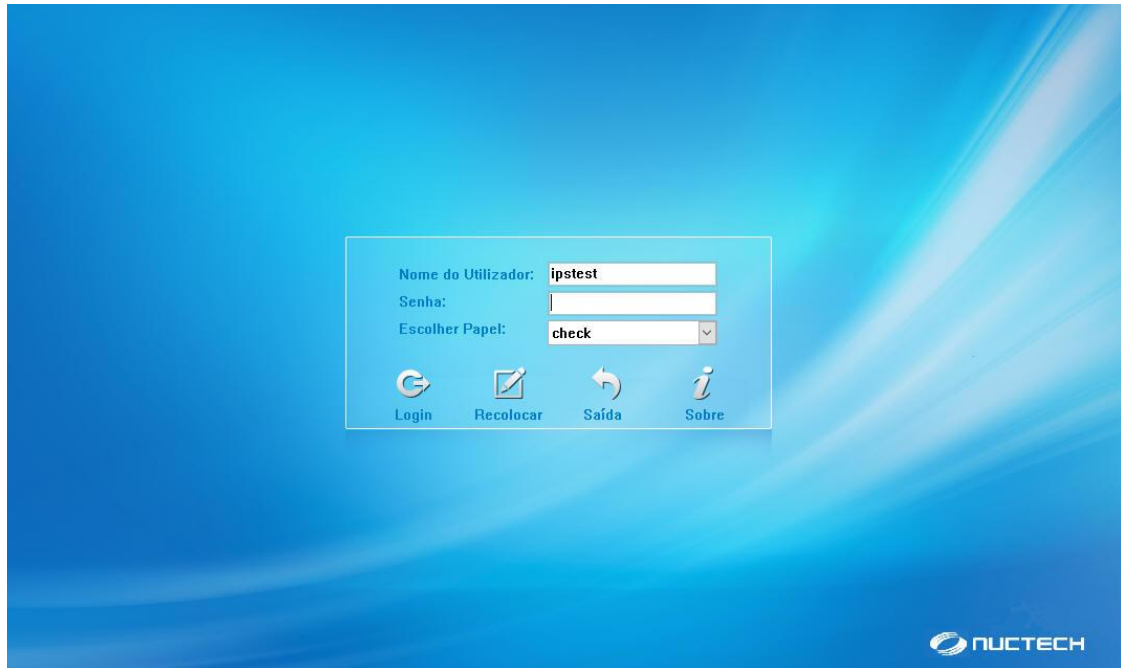 Nome do Utilizador: ipstest
Senha:
Escolher Papel: check
Login Recolocar Saída Sobre
NUCTECH